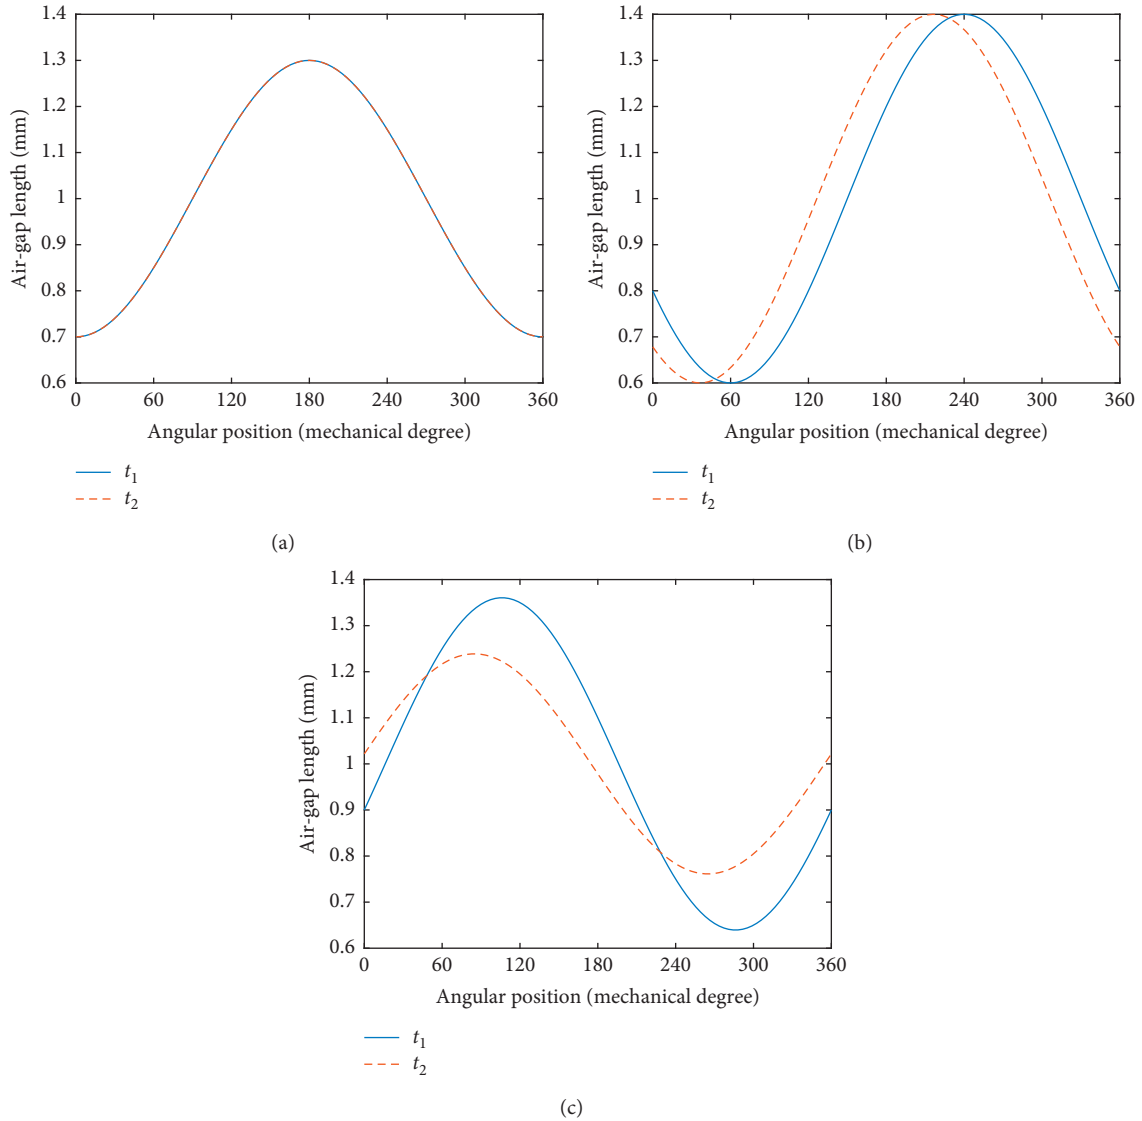 1.4
1.3
1.2
1.1
1
0.9
0.8
0.7
0.6
Air-gap length (mm)
0 60 120 180 240 300 360
Angular position (mechanical degree)
t1
t2
(a)
1.4
1.3
1.2
1.1
1
0.9
0.8
0.7
0.6
Air-gap length (mm)
0 60 120 180 240 300 360
Angular position (mechanical degree)
t1
t2
(b)
1.4
1.3
1.2
1.1
1
0.9
0.8
0.7
0.6
Air-gap length (mm)
0 60 120 180 240 300 360
Angular position (mechanical degree)
t1
t2
(c)